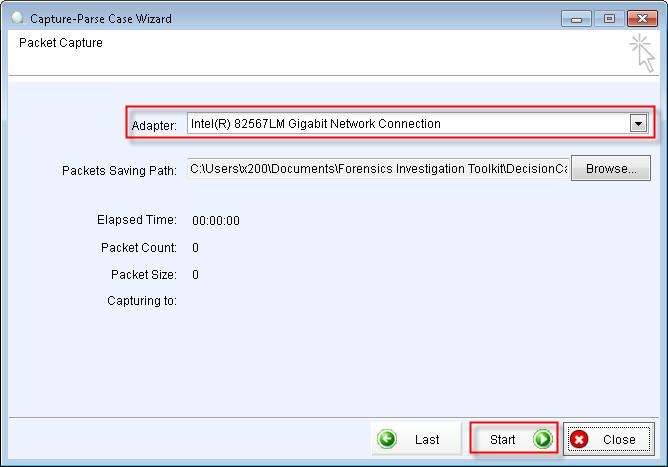 Capture-Parse Case Wizard
Packet Capture
Adapter: Intel(R) 82567LM Gigabit Network Connection
Packets Saving Path: C:\Users\x200\Documents\Forensics Investigation Toolkit\DecisionCa Browse...
Elapsed Time: 00:00:00
Packet Count: 0
Packet Size: 0
Capturing to:
Last Start Close